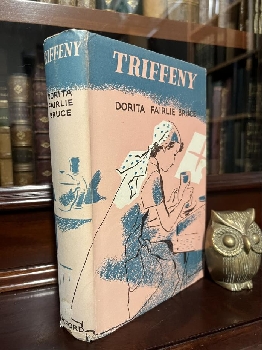 TRIFFENY
DORITA FAIRLIE BRUCE
TRIFFENY
DORITA
FAIRLIE
BRUCE